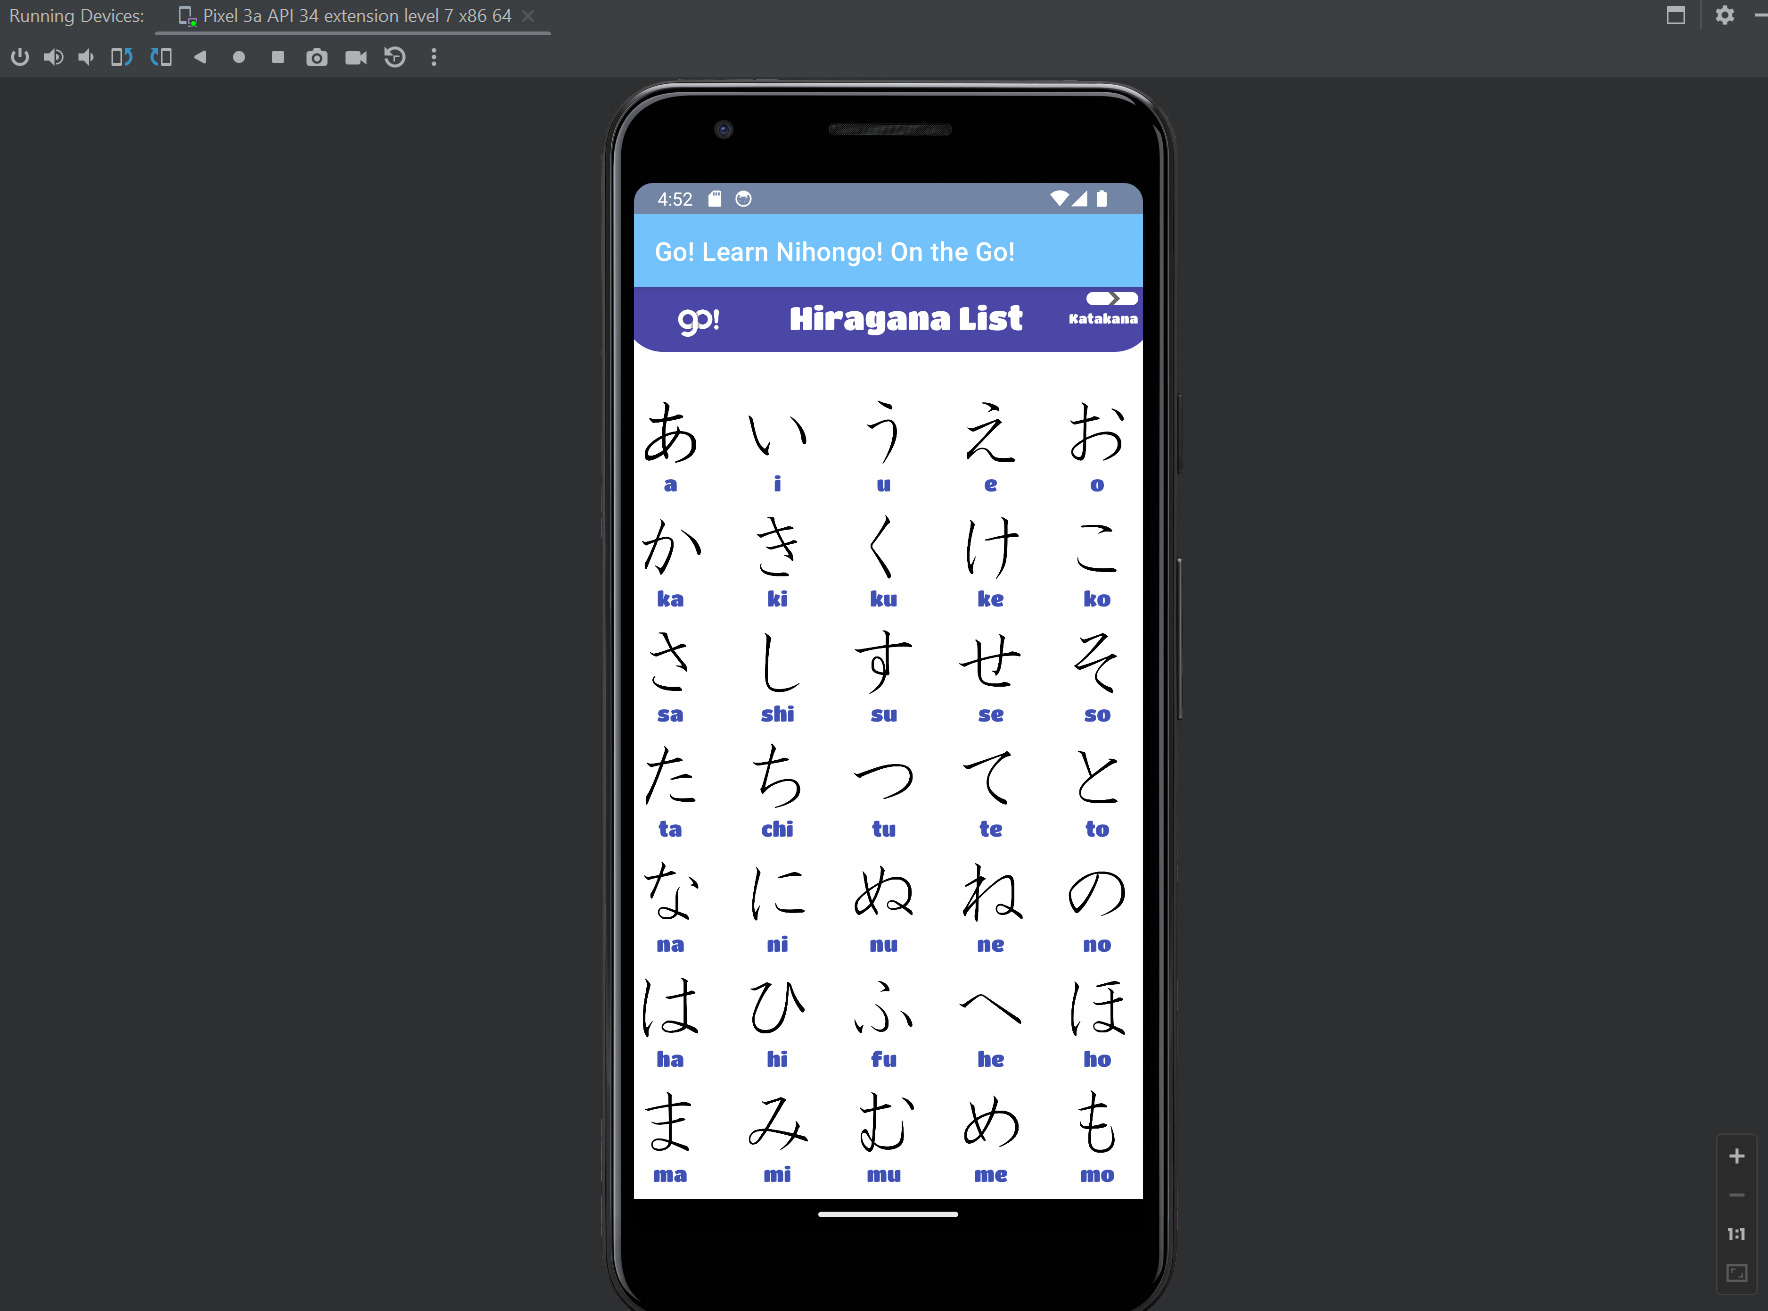 Running Devices: Pixel 3a API 34 extension level 7 x86 64
4:52
Go! Learn Nihongo! On the Go!
go! Hiragana List Katakana
あ い う え お
a i u e o
か き く け こ
ka ki ku ke ko
さ し す せ そ
sa shi su se so
た ち つ て と
ta chi tu te to
な に ぬ ね の
na ni nu ne no
は ひ ふ へ ほ
ha hi fu he ho
ま み む め も
ma mi mu me mo
1:1